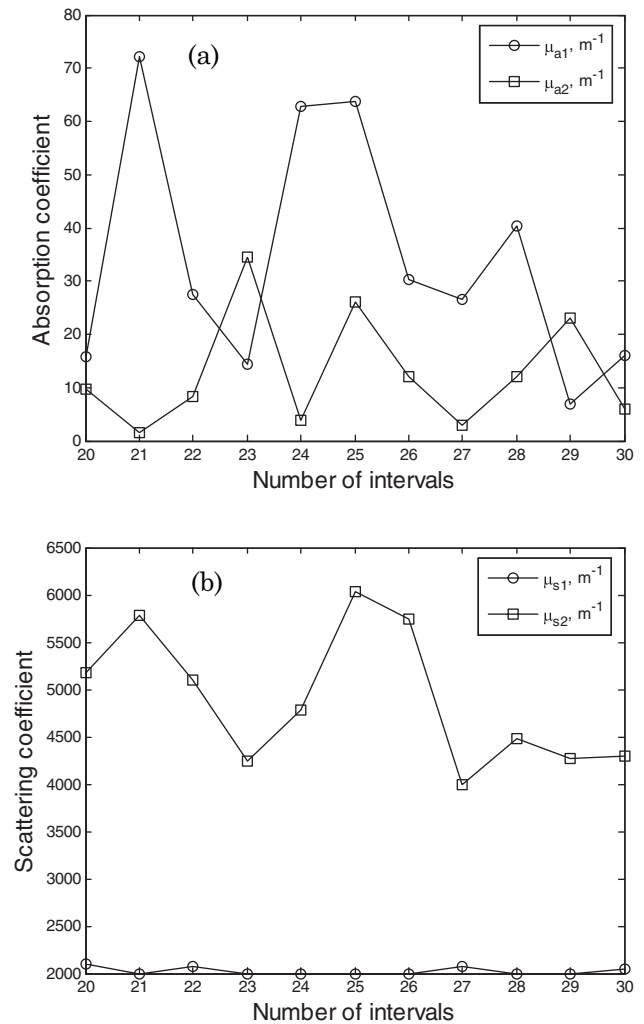 (a)
μa1, m-1
μa2, m-1
Absorption coefficient
80
70
60
50
40
30
20
10
0
20 21 22 23 24 25 26 27 28 29 30
Number of intervals
(b)
μs1, m-1
μs2, m-1
Scattering coefficient
6500
6000
5500
5000
4500
4000
3500
3000
2500
2000
20 21 22 23 24 25 26 27 28 29 30
Number of intervals